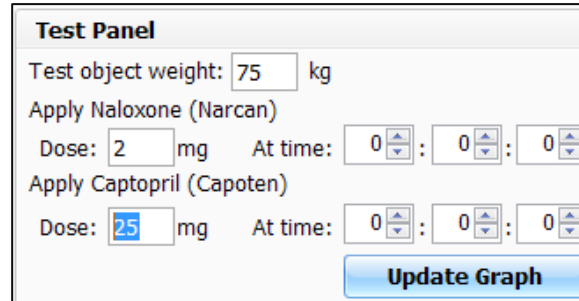 Test Panel
Test object weight: 75 kg
Apply Naloxone (Narcan)
Dose: 2 mg At time: 0 : 0 : 0
Apply Captopril (Capoten)
Dose: 25 mg At time: 0 : 0 : 0
Update Graph